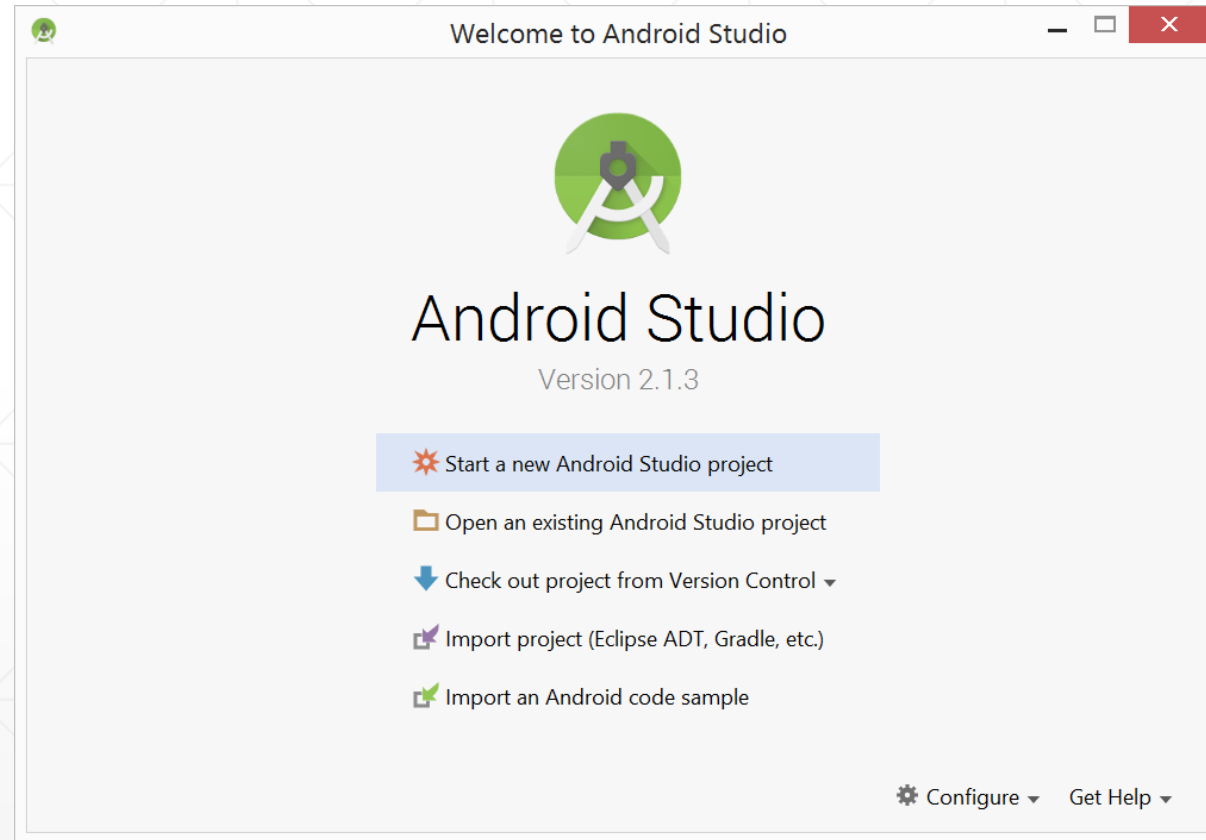 Welcome to Android Studio
Android Studio
Version 2.1.3
Start a new Android Studio project
Open an existing Android Studio project
Check out project from Version Control
Import project (Eclipse ADT, Gradle, etc.)
Import an Android code sample
Configure Get Help